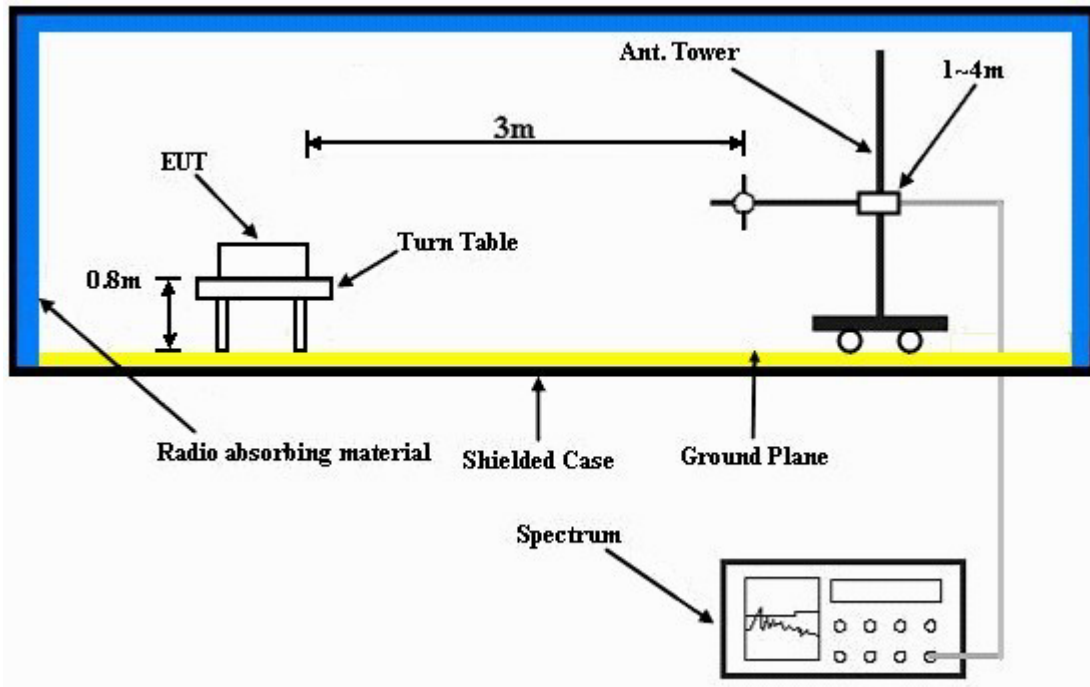 Ant. Tower
1~4m
3m
EUT
Turn Table
0.8m
Radio absorbing material
Shielded Case
Ground Plane
Spectrum